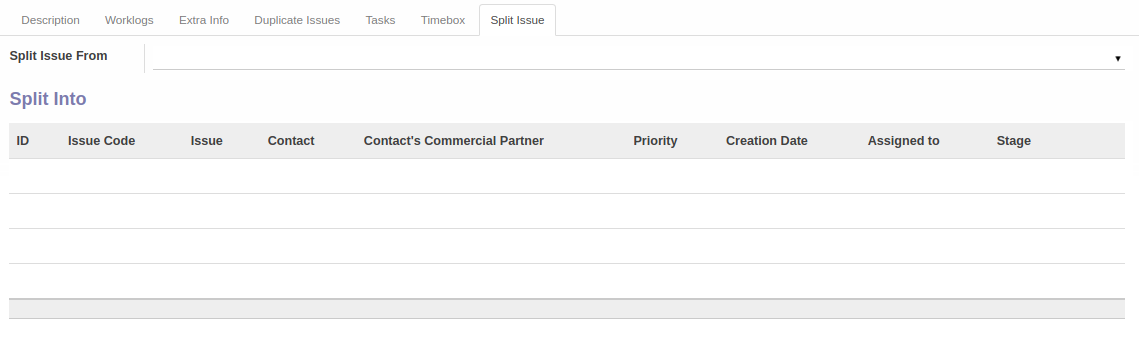 Description Worklogs Extra Info Duplicate Issues Tasks Timebox Split Issue
Split Issue From
Split Into
ID Issue Code Issue Contact Contact's Commercial Partner Priority Creation Date Assigned to Stage